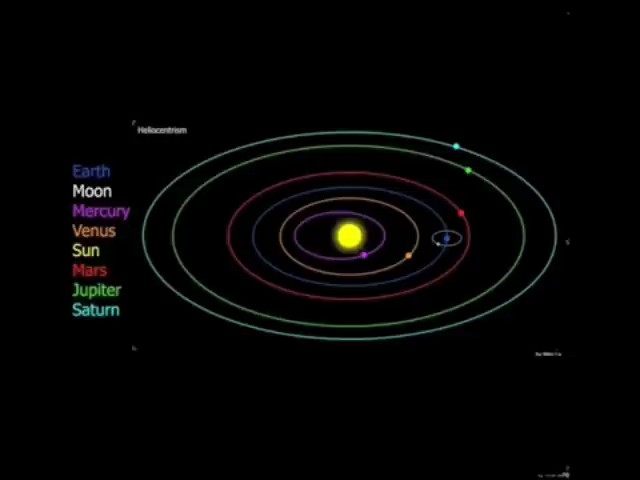 Heliocentrism
Earth
Moon
Mercury
Venus
Sun
Mars
Jupiter
Saturn